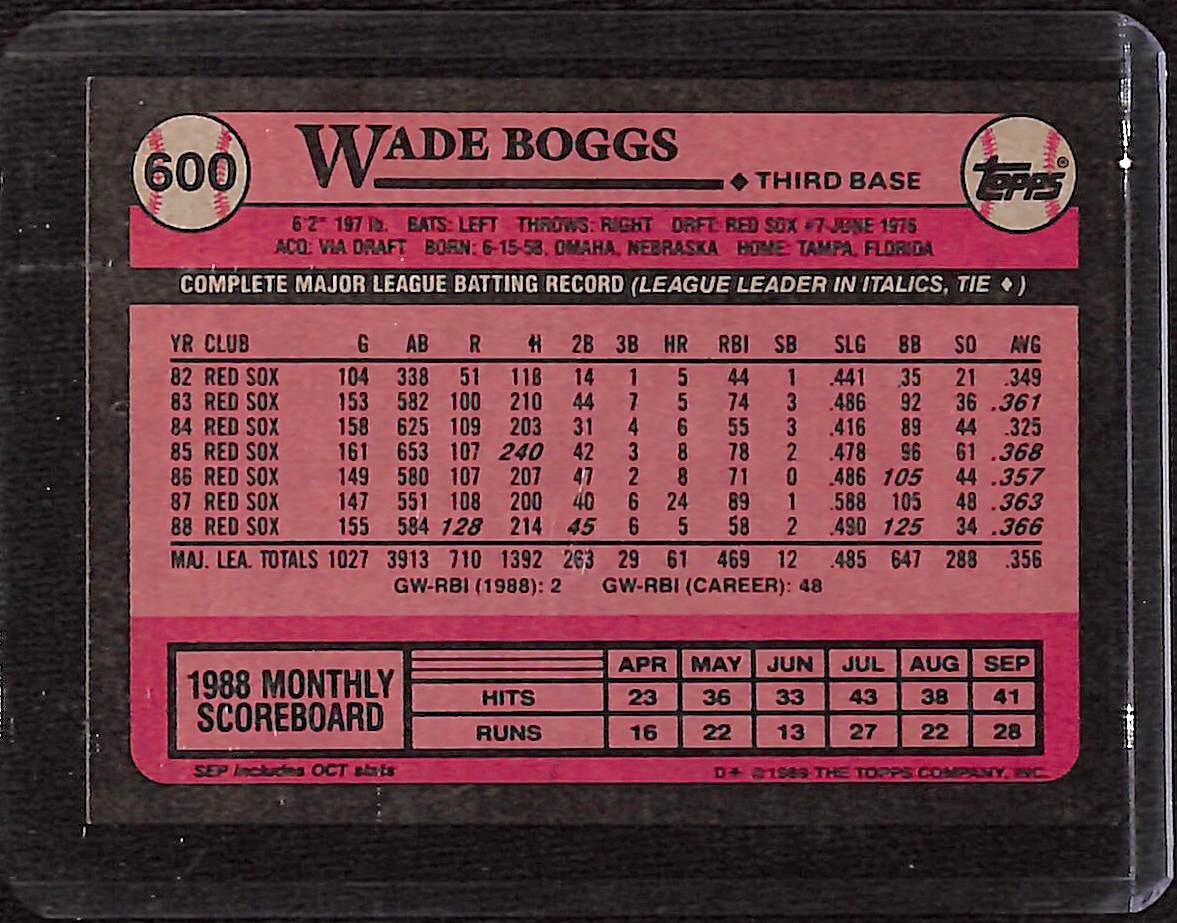 600
WADE BOGGS
◆ THIRD BASE
TOPPS®
6'2" 197 lb. BATS: LEFT THROWS: RIGHT DRFT: RED SOX #7-JUNE 1976
ACQ: VIA DRAFT BORN: 6-15-58, OMAHA, NEBRASKA HOME: TAMPA, FLORIDA
COMPLETE MAJOR LEAGUE BATTING RECORD (LEAGUE LEADER IN ITALICS, TIE ♦)
YR CLUB G AB R H 2B 3B HR RBI SB SLG BB SO AVG
82 RED SOX 104 338 51 118 14 1 5 44 1 .441 35 21 .349
83 RED SOX 153 582 100 210 44 7 5 74 3 .486 92 36 .361
84 RED SOX 158 625 109 203 31 4 6 55 3 .416 89 44 .325
85 RED SOX 161 653 107 240 42 3 8 78 2 .478 96 61 .368
86 RED SOX 149 580 107 207 47 2 8 71 0 .486 105 44 .357
87 RED SOX 147 551 108 200 40 6 24 89 1 .588 105 48 .363
88 RED SOX 155 584 128 214 45 6 5 58 2 .490 125 34 .366
MAJ. LEA. TOTALS 1027 3913 710 1392 263 29 61 469 12 .485 647 288 .356
GW-RBI (1988): 2 GW-RBI (CAREER): 48
1988 MONTHLY
SCOREBOARD
APR MAY JUN JUL AUG SEP
HITS 23 36 33 43 38 41
RUNS 16 22 13 27 22 28
SEP includes OCT stats
D* ©1989 THE TOPPS COMPANY, INC.